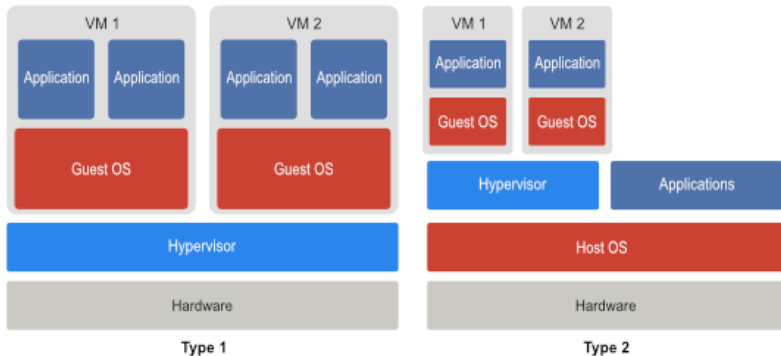 VM 1
VM 2
Application
Application
Application
Application
Guest OS
Guest OS
Hypervisor
Hardware
Type 1
VM 1
VM 2
Application
Application
Guest OS
Guest OS
Hypervisor
Applications
Host OS
Hardware
Type 2